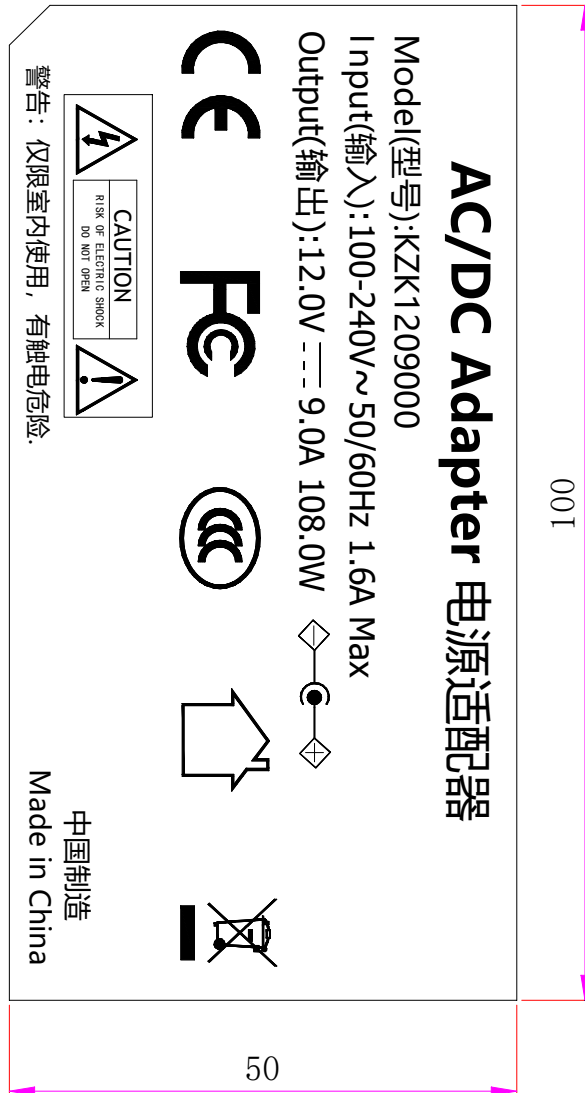 AC/DC Adapter 电源适配器
Model(型号):KZK1209000
Input(输入):100-240V~50/60Hz 1.6A Max
Output(输出):12.0V ⎓ 9.0A 108.0W
CE
FC
CCC
CAUTION
RISK OF ELECTRIC SHOCK
DO NOT OPEN
警告: 仅限室内使用, 有触电危险.
中国制造
Made in China
100
50